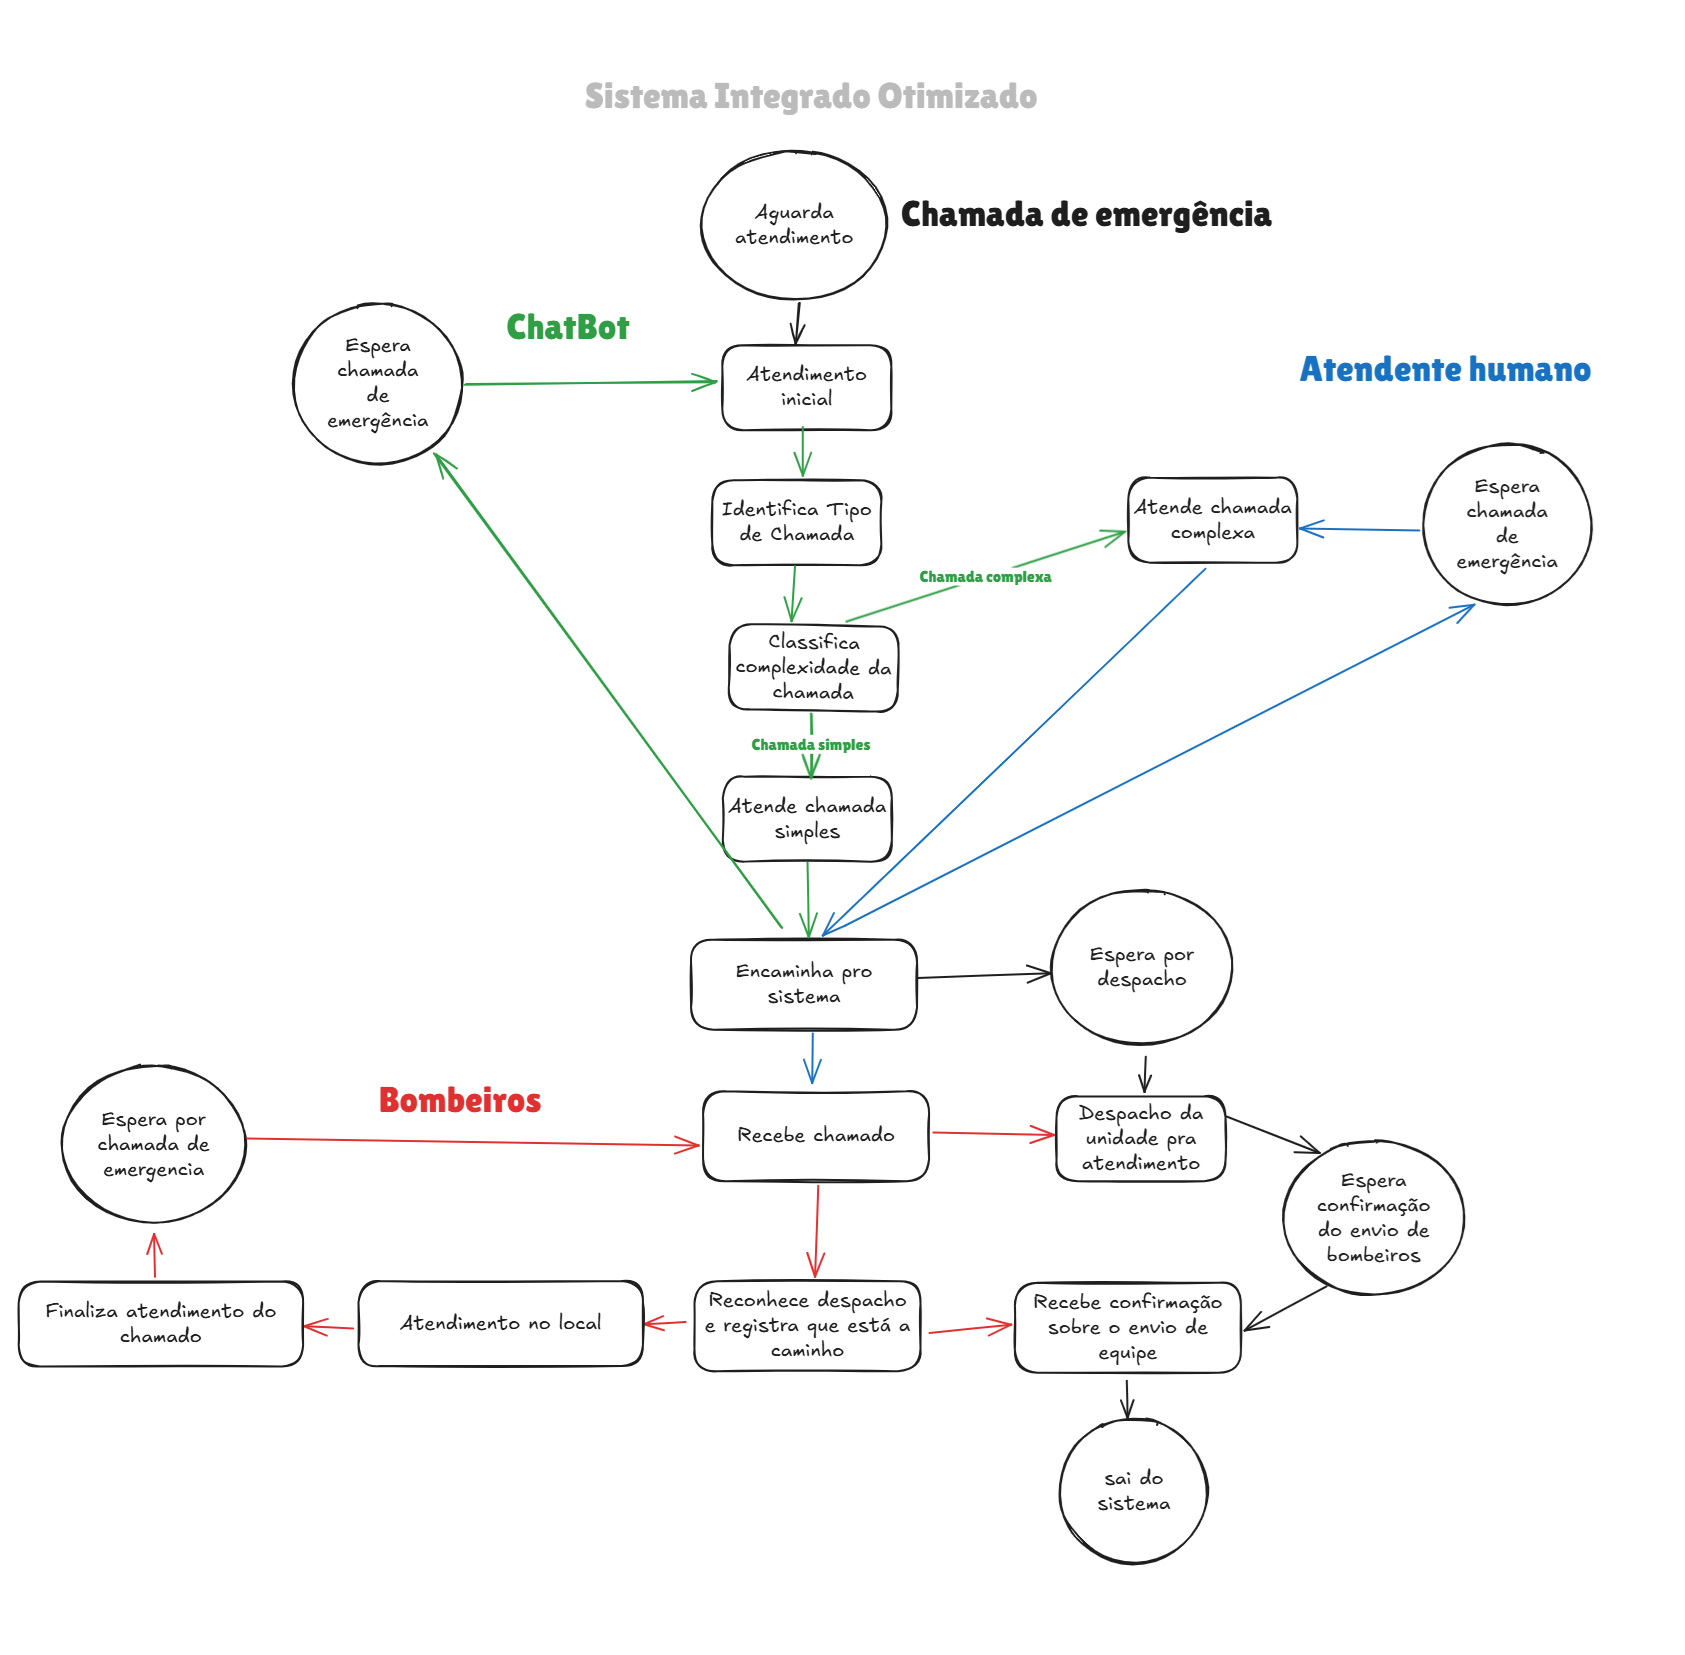 Sistema Integrado Otimizado
Aguarda
atendimento
Chamada de emergência
Espera
chamada
de
emergência
ChatBot
Atendimento
inicial
Atendente humano
Identifica Tipo
de Chamada
Atende chamada
complexa
Espera
chamada
de
emergência
Chamada complexa
Classifica
complexidade da
chamada
Chamada simples
Atende chamada
simples
Encaminha pro
sistema
Espera por
despacho
Espera por
chamada de
emergencia
Bombeiros
Recebe chamado
Despacho da
unidade pra
atendimento
Espera
confirmação
do envio de
bombeiros
Finaliza atendimento do
chamado
Atendimento no local
Reconhece despacho
e registra que está a
caminho
Recebe confirmação
sobre o envio de
equipe
sai do
sistema